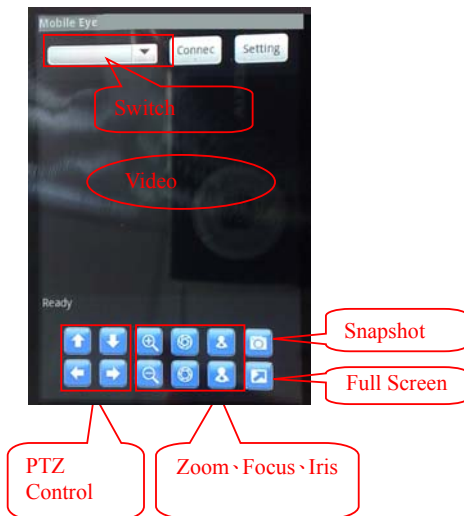 Mobile Eye
Connec Setting
Switch
Video
Ready
Snapshot
Full Screen
PTZ
Control
Zoom、Focus、Iris